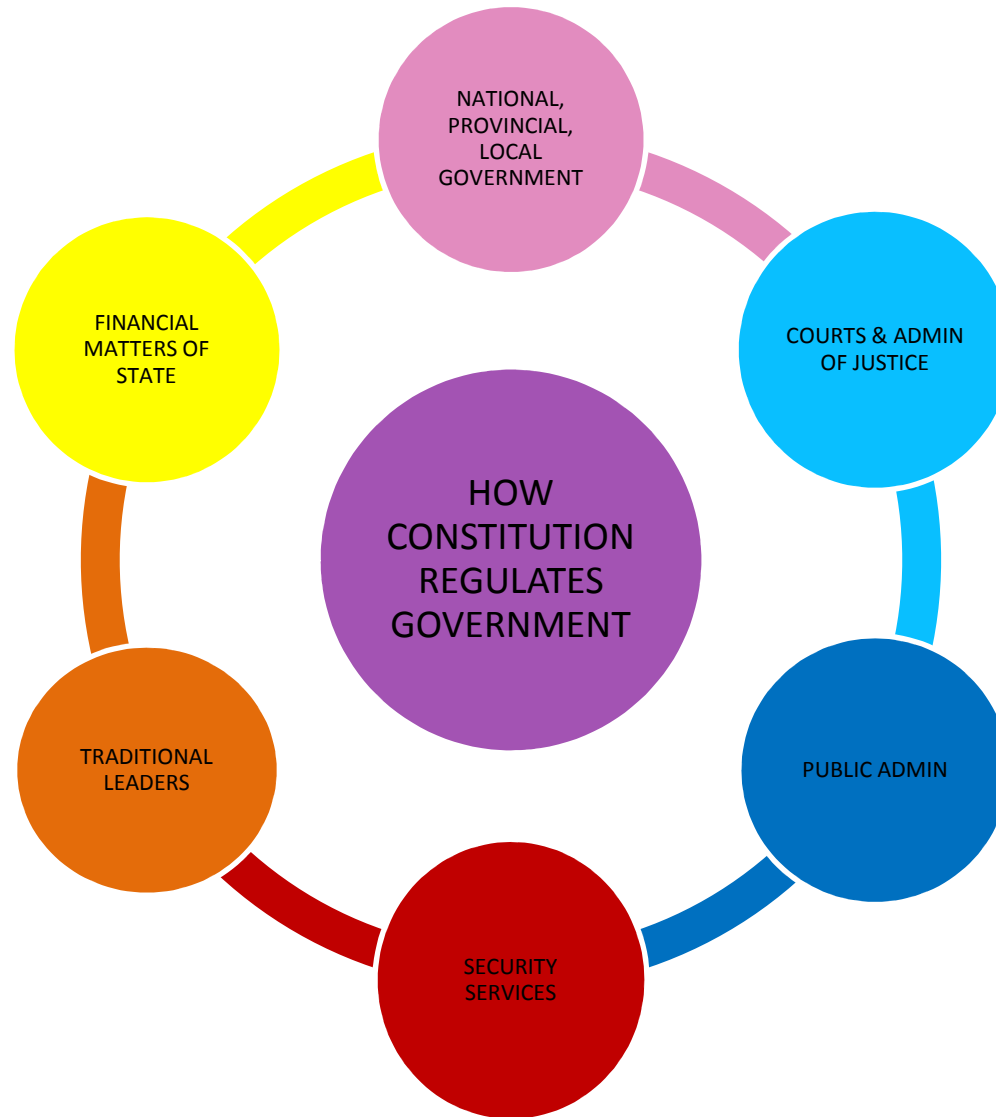 NATIONAL,
PROVINCIAL,
LOCAL
GOVERNMENT
FINANCIAL
MATTERS OF
STATE
COURTS & ADMIN
OF JUSTICE
HOW
CONSTITUTION
REGULATES
GOVERNMENT
TRADITIONAL
LEADERS
PUBLIC ADMIN
SECURITY
SERVICES